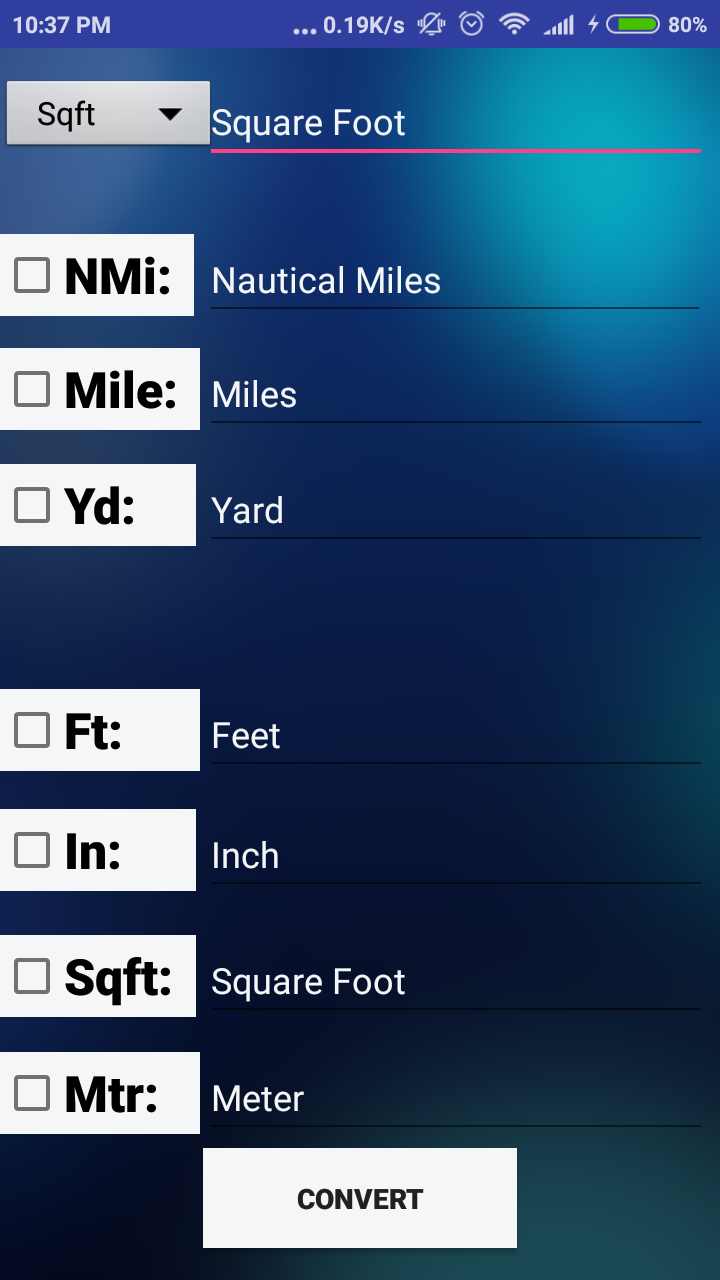 10:37 PM ... 0.19K/s 80%
Sqft Square Foot
NMi: Nautical Miles
Mile: Miles
Yd: Yard
Ft: Feet
In: Inch
Sqft: Square Foot
Mtr: Meter
CONVERT